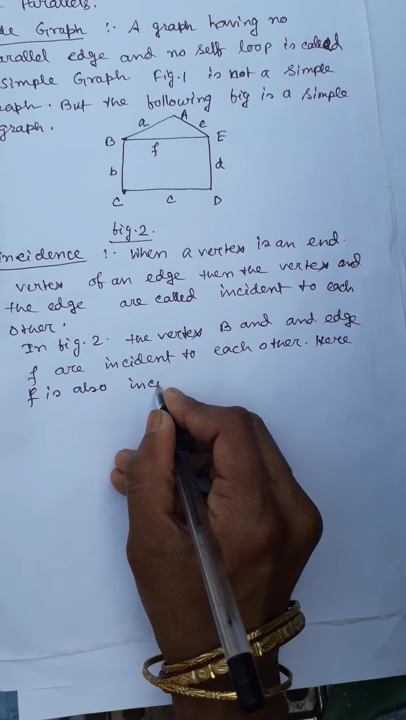 Parallels.
le Graph :- A graph having no
parallel edge and no self loop is called
simple Graph. Fig.1 is not a simple
aph. But the following fig is a simple
graph.
A
a e
B f E
b d
C c D
fig.2.
incidence :- When a vertex is an end
vertex of an edge then the vertex and
the edge are called incident to each
other.
In fig.2. the vertex B and and edge
f are incident to each other. Here
f is also inc